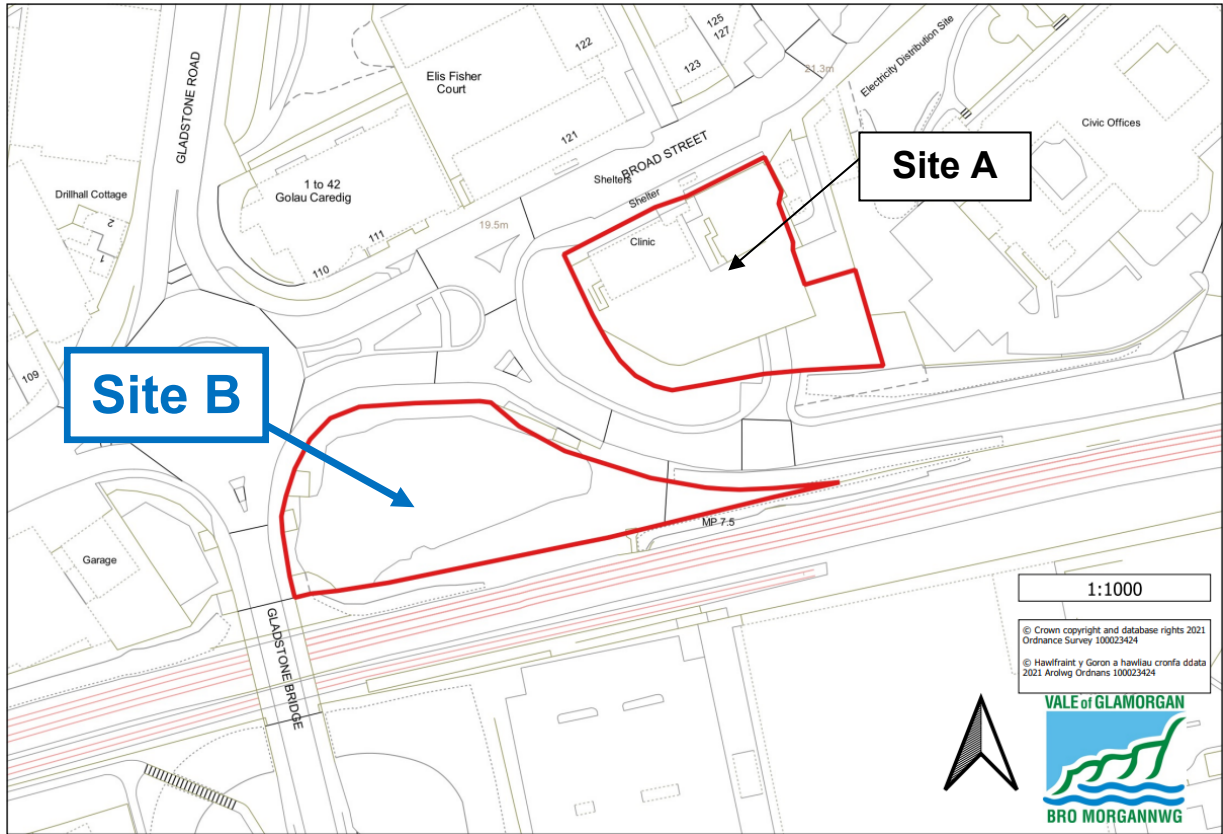 GLADSTONE ROAD
Elis Fisher
Court
122
125
127
123
21.3m
Electricity Distribution Site
Civic Offices
121
BROAD STREET
Site A
Drillhall Cottage
2
1
1 to 42
Golau Caredig
Shelters
Shelter
111
110
19.5m
Clinic
109
Site B
MP 7.5
Garage
GLADSTONE BRIDGE
1:1000
© Crown copyright and database rights 2021
Ordnance Survey 100023424
© Hawlfraint y Goron a hawliau cronfa ddata
2021 Arolwg Ordnans 100023424
VALE of GLAMORGAN
BRO MORGANNWG